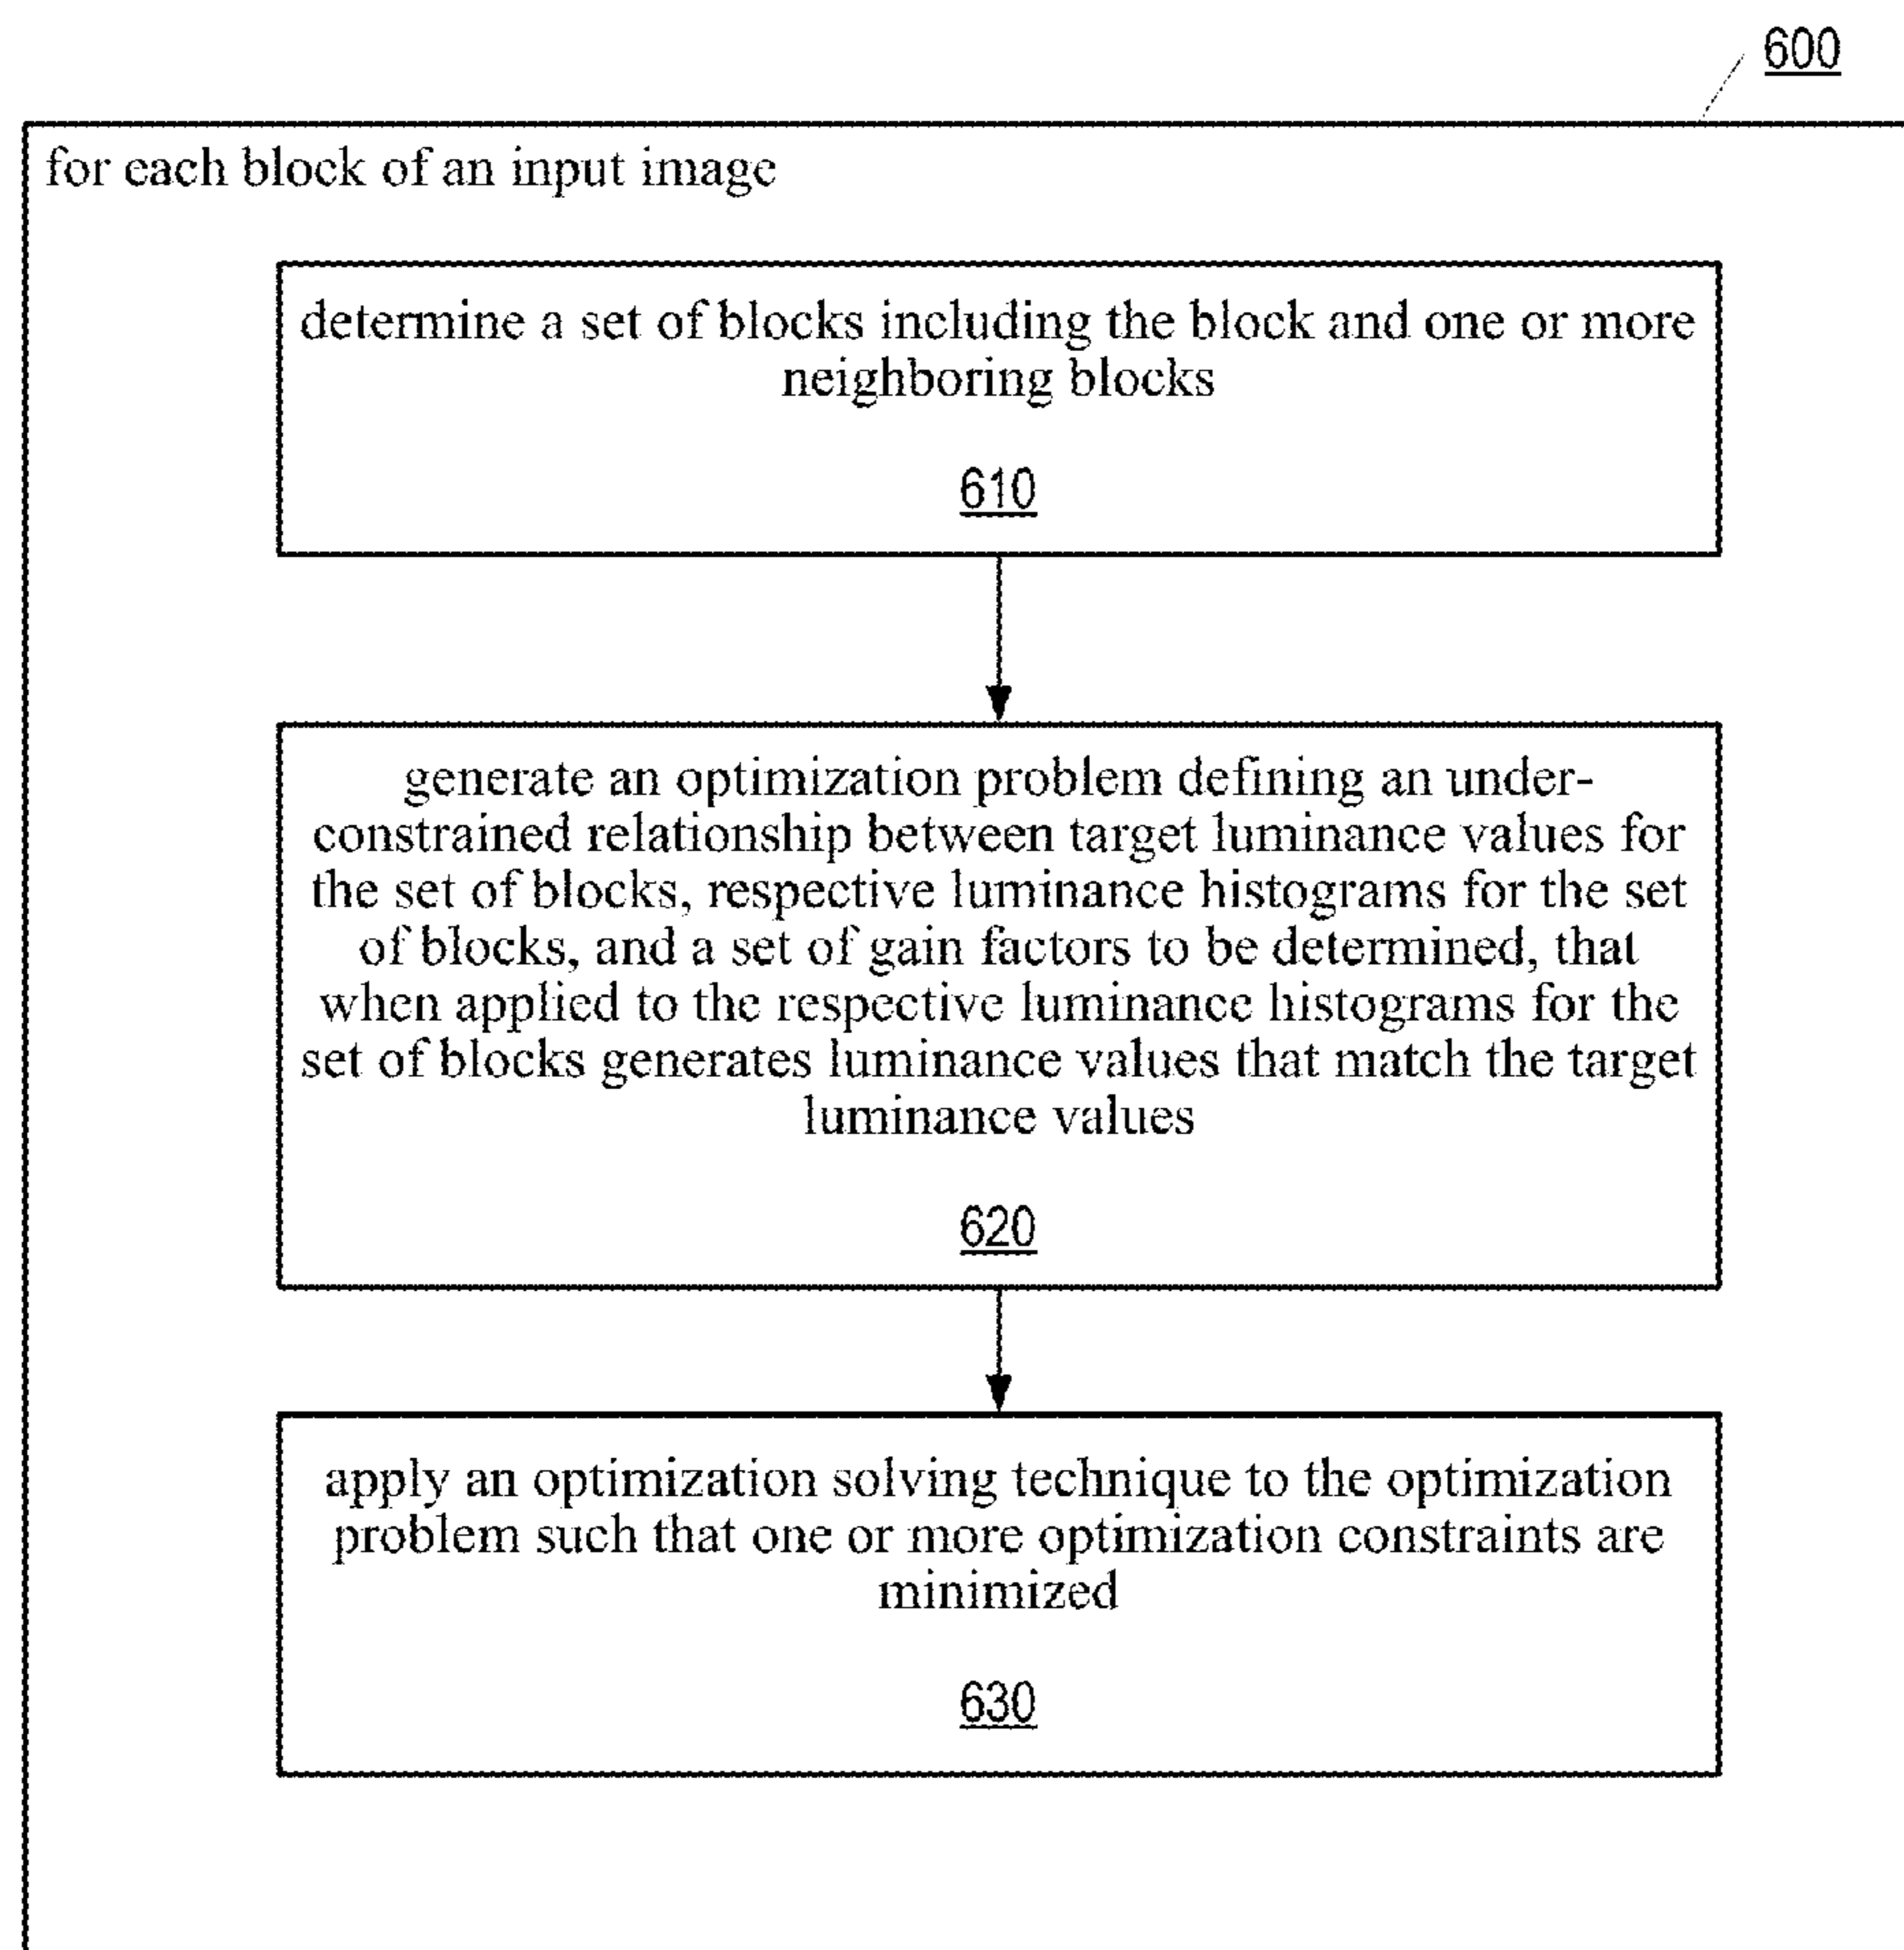 600
for each block of an input image
determine a set of blocks including the block and one or more
neighboring blocks
610
generate an optimization problem defining an under-
constrained relationship between target luminance values for
the set of blocks, respective luminance histograms for the set
of blocks, and a set of gain factors to be determined, that
when applied to the respective luminance histograms for the
set of blocks generates luminance values that match the target
luminance values
620
apply an optimization solving technique to the optimization
problem such that one or more optimization constraints are
minimized
630